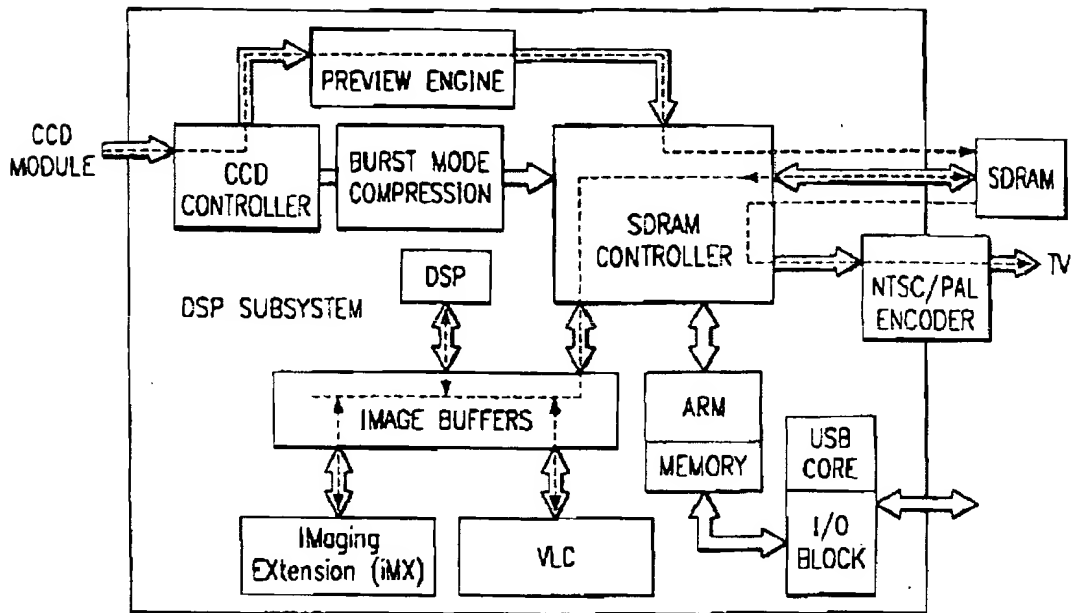 PREVIEW ENGINE
CCD
MODULE
CCD
CONTROLLER
BURST MODE
COMPRESSION
SDRAM
CONTROLLER
SDRAM
NTSC/PAL
ENCODER
TV
DSP
DSP SUBSYSTEM
IMAGE BUFFERS
ARM
MEMORY
USB
CORE
I/O
BLOCK
IMaging
EXtension (iMX)
VLC